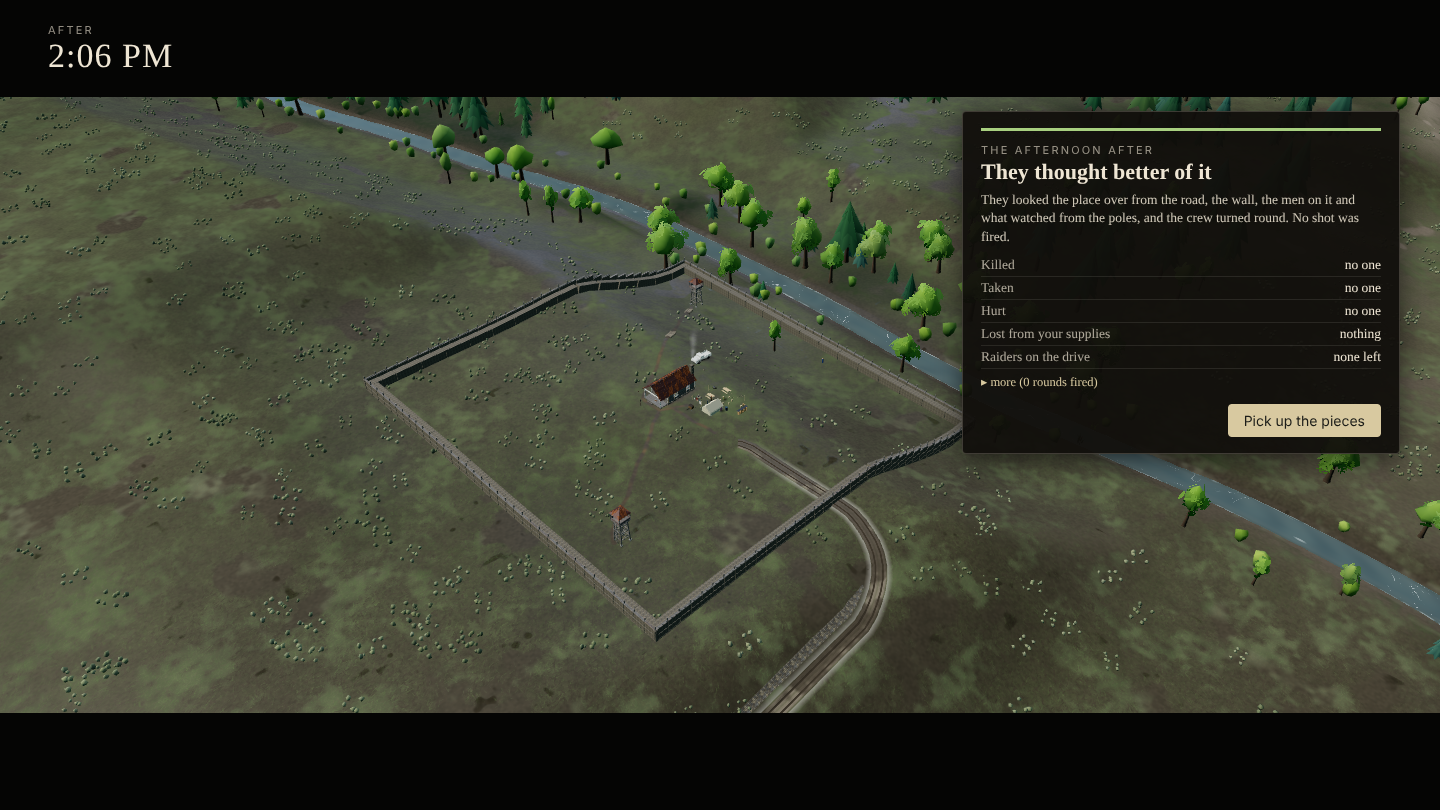 AFTER
2:06 PM
THE AFTERNOON AFTER
They thought better of it
They looked the place over from the road, the wall, the men on it and
what watched from the poles, and the crew turned round. No shot was
fired.
Killed no one
Taken no one
Hurt no one
Lost from your supplies nothing
Raiders on the drive none left
▸ more (0 rounds fired)
Pick up the pieces